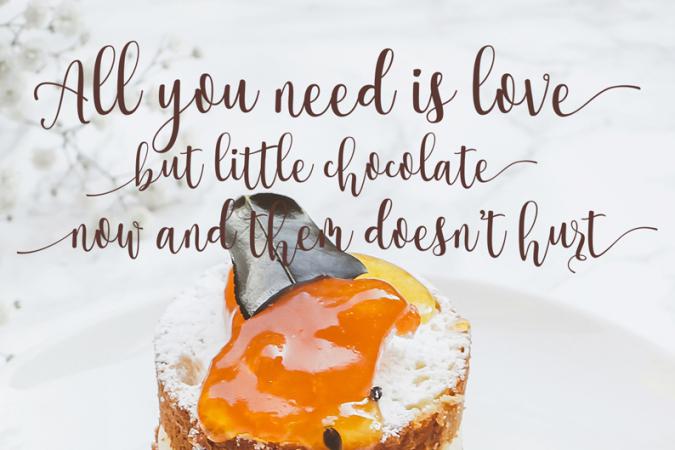 All you need is love
but little chocolate
now and them doesn't hurt